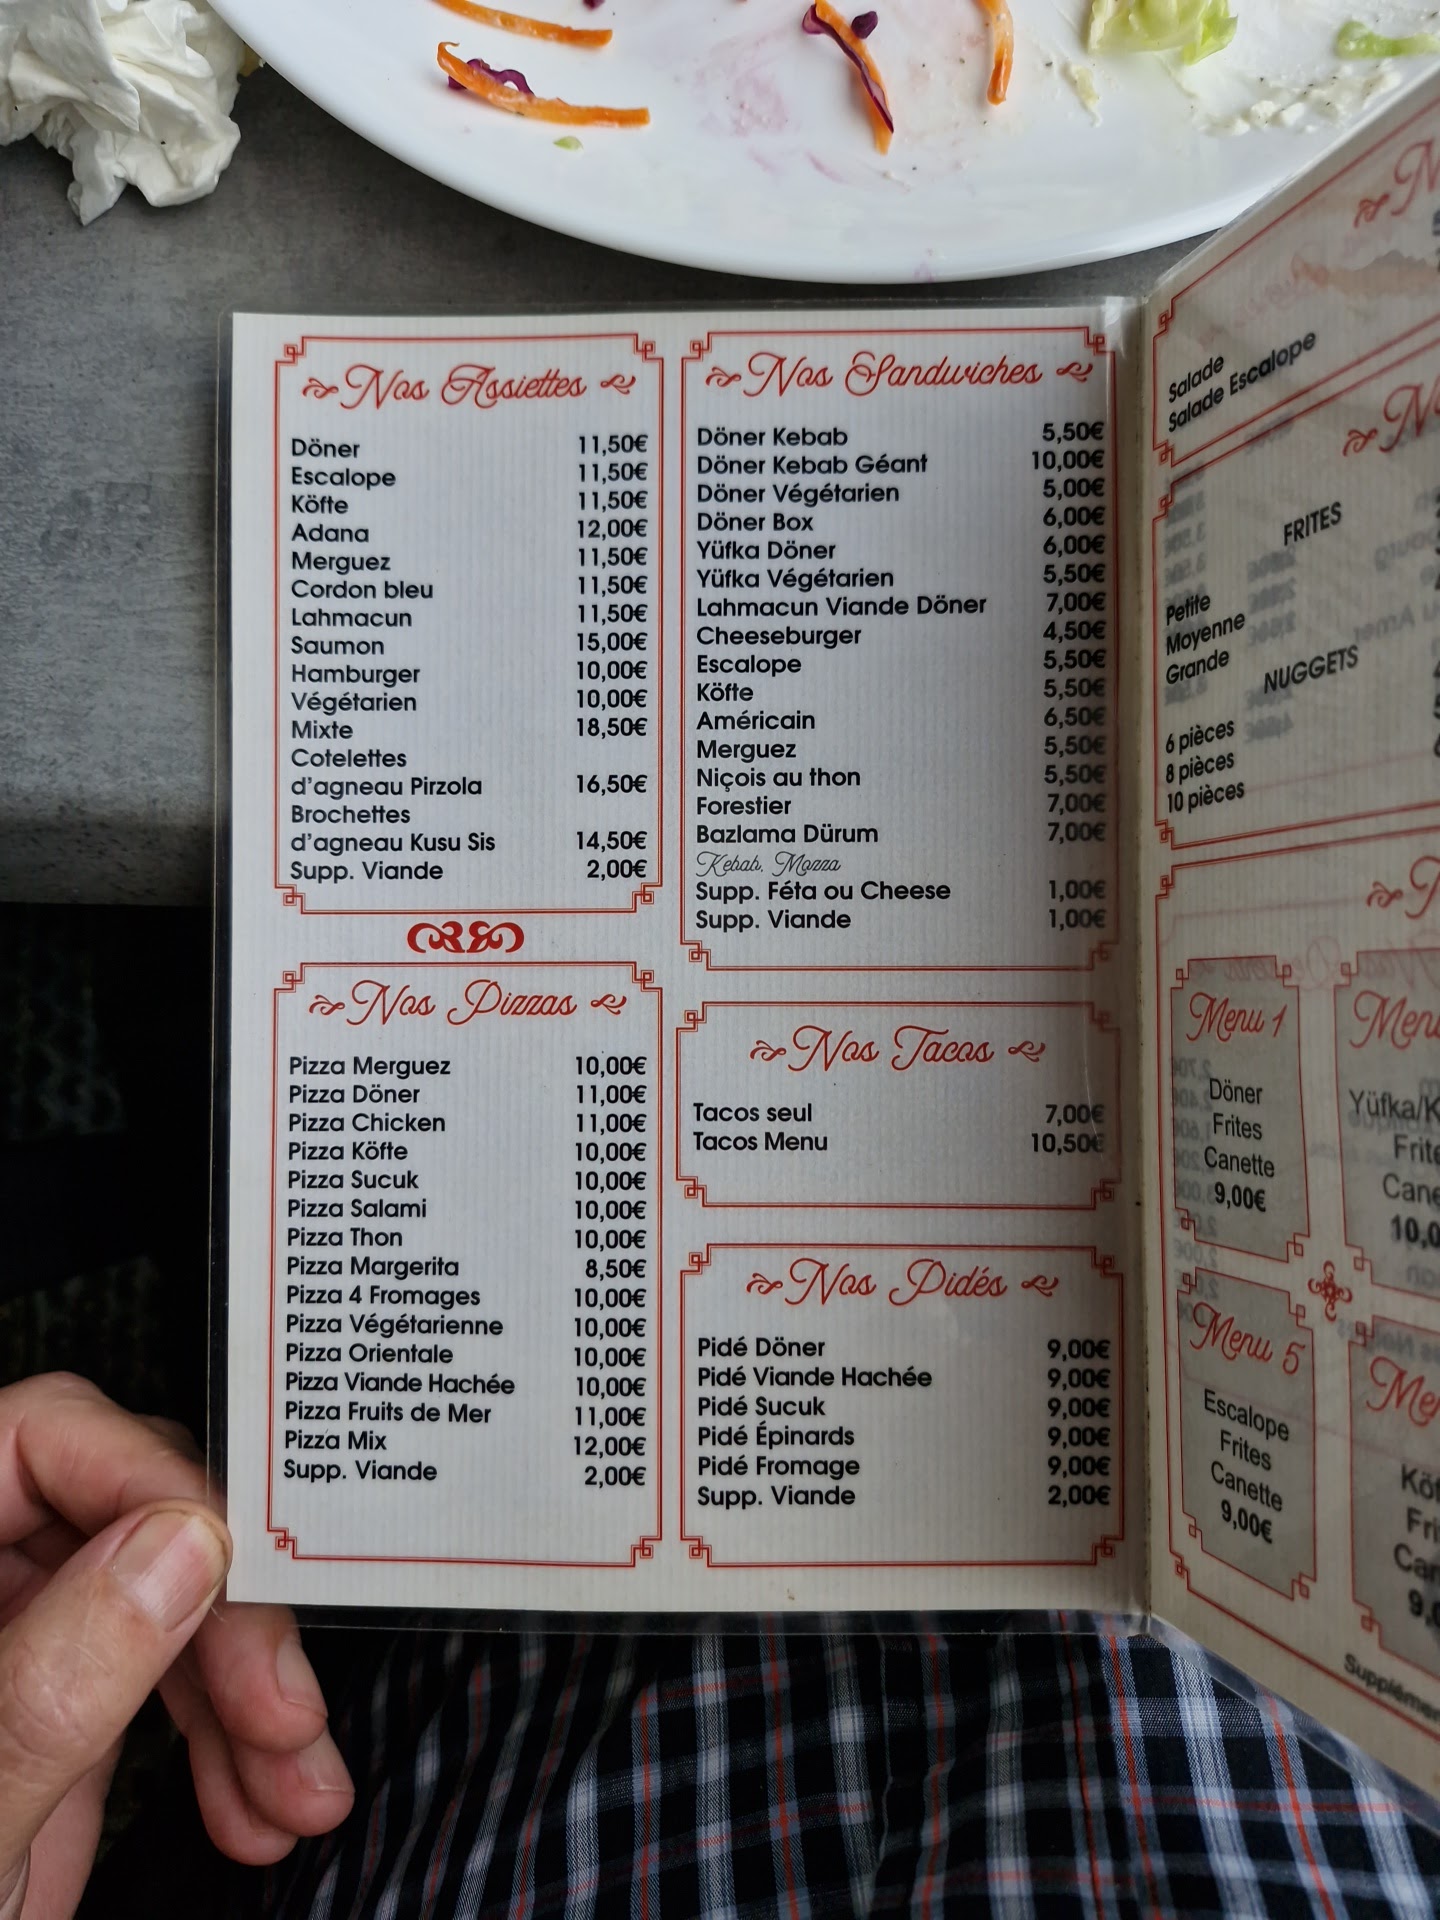 Nos Assiettes
Döner 11,50€
Escalope 11,50€
Köfte 11,50€
Adana 12,00€
Merguez 11,50€
Cordon bleu 11,50€
Lahmacun 11,50€
Saumon 15,00€
Hamburger 10,00€
Végétarien 10,00€
Mixte 18,50€
Cotelettes
d'agneau Pirzola 16,50€
Brochettes
d'agneau Kusu Sis 14,50€
Supp. Viande 2,00€
Nos Pizzas
Pizza Merguez 10,00€
Pizza Döner 11,00€
Pizza Chicken 11,00€
Pizza Köfte 10,00€
Pizza Sucuk 10,00€
Pizza Salami 10,00€
Pizza Thon 10,00€
Pizza Margerita 8,50€
Pizza 4 Fromages 10,00€
Pizza Végétarienne 10,00€
Pizza Orientale 10,00€
Pizza Viande Hachée 10,00€
Pizza Fruits de Mer 11,00€
Pizza Mix 12,00€
Supp. Viande 2,00€
Nos Sandwiches
Döner Kebab 5,50€
Döner Kebab Géant 10,00€
Döner Végétarien 5,00€
Döner Box 6,00€
Yüfka Döner 6,00€
Yüfka Végétarien 5,50€
Lahmacun Viande Döner 7,00€
Cheeseburger 4,50€
Escalope 5,50€
Köfte 5,50€
Américain 6,50€
Merguez 5,50€
Niçois au thon 5,50€
Forestier 7,00€
Bazlama Dürum 7,00€
Kebab, Mozza
Supp. Féta ou Cheese 1,00€
Supp. Viande 1,00€
Nos Tacos
Tacos seul 7,00€
Tacos Menu 10,50€
Nos Pidés
Pidé Döner 9,00€
Pidé Viande Hachée 9,00€
Pidé Sucuk 9,00€
Pidé Épinards 9,00€
Pidé Fromage 9,00€
Supp. Viande 2,00€
Salade
Salade Escalope
FRITES
Petite
Moyenne
Grande
NUGGETS
6 pièces
8 pièces
10 pièces
Menu 1
Döner
Frites
Canette
9,00€
Yüfka/K
Menu 5
Escalope
Frites
Canette
9,00€